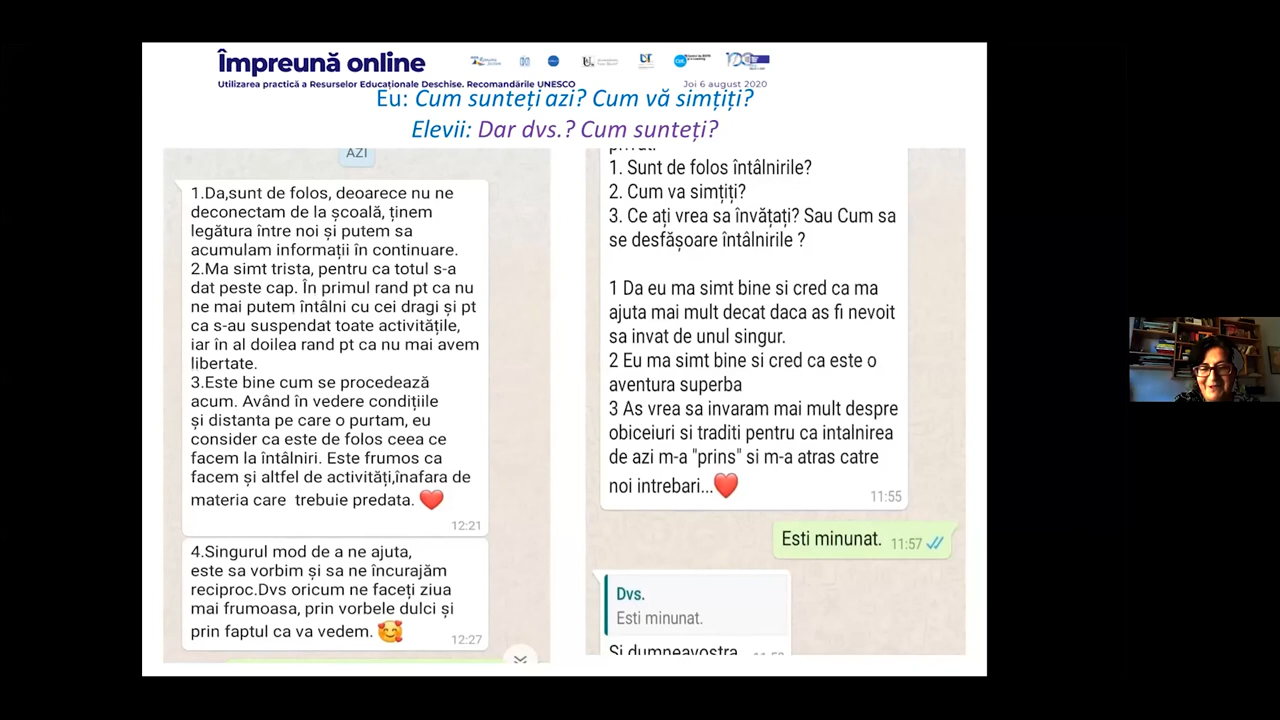 Împreună online
Utilizarea practică a Resurselor Educaționale Deschise. Recomandările UNESCO
Joi 6 august 2020
Eu: Cum sunteți azi? Cum vă simțiți?
Elevii: Dar dvs.? Cum sunteți?
AZI
1.Da,sunt de folos, deoarece nu ne
deconectam de la școală, ținem
legătura între noi și putem sa
acumulam informații în continuare.
2.Ma simt trista, pentru ca totul s-a
dat peste cap. În primul rand pt ca nu
ne mai putem întâlni cu cei dragi și pt
ca s-au suspendat toate activitățile,
iar în al doilea rand pt ca nu mai avem
libertate.
3.Este bine cum se procedează
acum. Având în vedere condițiile
și distanta pe care o purtam, eu
consider ca este de folos ceea ce
facem la întâlniri. Este frumos ca
facem și altfel de activități,înafara de
materia care trebuie predata. ❤️
12:21
4.Singurul mod de a ne ajuta,
este sa vorbim și sa ne încurajăm
reciproc.Dvs oricum ne faceți ziua
mai frumoasa, prin vorbele dulci și
prin faptul ca va vedem. 🥰
12:27
1. Sunt de folos întâlnirile?
2. Cum va simțiți?
3. Ce ați vrea sa învățați? Sau Cum sa
se desfășoare întâlnirile ?
1 Da eu ma simt bine si cred ca ma
ajuta mai mult decat daca as fi nevoit
sa invat de unul singur.
2 Eu ma simt bine si cred ca este o
aventura superba
3 As vrea sa invaram mai mult despre
obiceiuri si traditi pentru ca intalnirea
de azi m-a "prins" si m-a atras catre
noi intrebari...❤️
11:55
Esti minunat. 11:57
Dvs.
Esti minunat.
Si dumneavostra